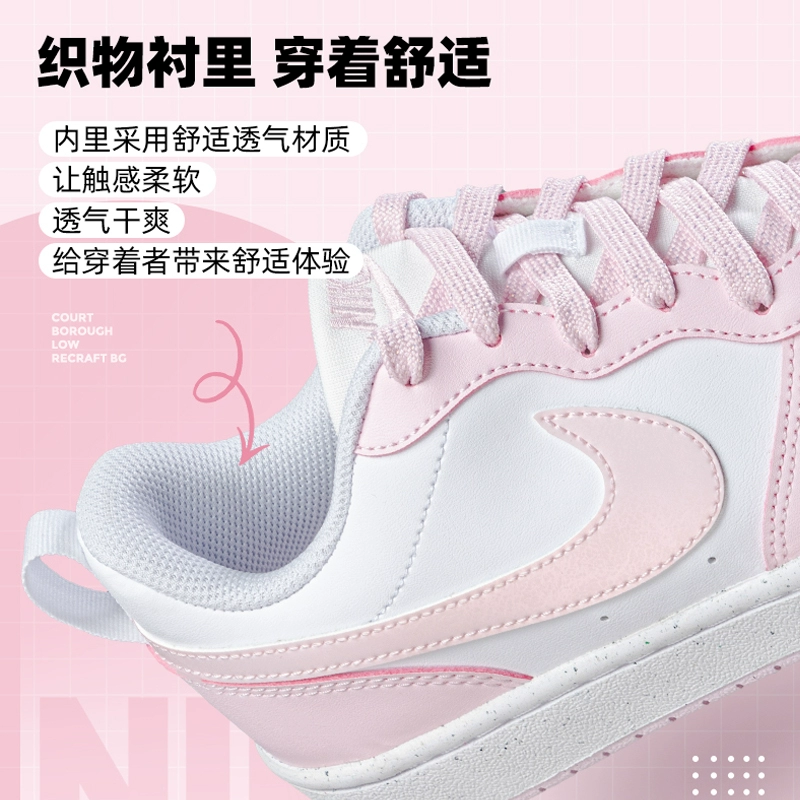 织物衬里 穿着舒适
内里采用舒适透气材质
让触感柔软
透气干爽
给穿着者带来舒适体验
COURT
BOROUGH
LOW
RECRAFT BG